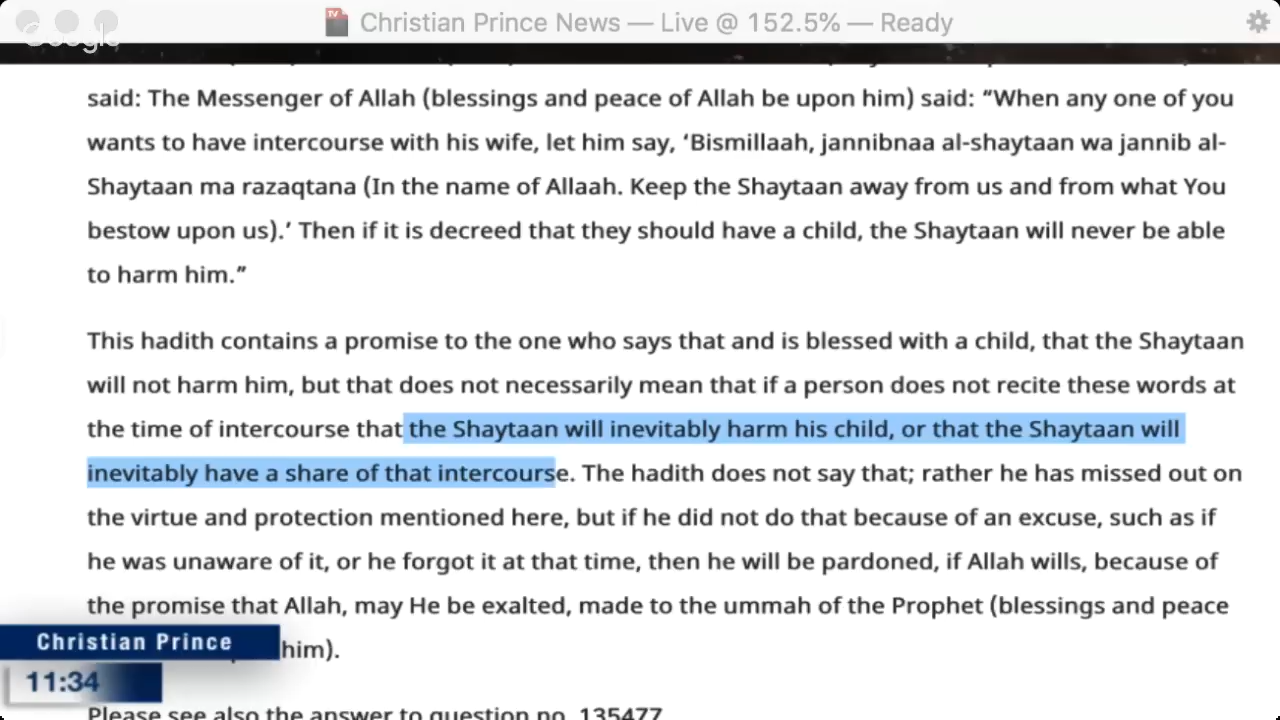 TV Christian Prince News — Live @ 152.5% — Ready
Google
said: The Messenger of Allah (blessings and peace of Allah be upon him) said: “When any one of you
wants to have intercourse with his wife, let him say, ‘Bismillaah, jannibnaa al-shaytaan wa jannib al-
Shaytaan ma razaqtana (In the name of Allaah. Keep the Shaytaan away from us and from what You
bestow upon us).’ Then if it is decreed that they should have a child, the Shaytaan will never be able
to harm him.”
This hadith contains a promise to the one who says that and is blessed with a child, that the Shaytaan
will not harm him, but that does not necessarily mean that if a person does not recite these words at
the time of intercourse that the Shaytaan will inevitably harm his child, or that the Shaytaan will
inevitably have a share of that intercourse. The hadith does not say that; rather he has missed out on
the virtue and protection mentioned here, but if he did not do that because of an excuse, such as if
he was unaware of it, or he forgot it at that time, then he will be pardoned, if Allah wills, because of
the promise that Allah, may He be exalted, made to the ummah of the Prophet (blessings and peace
him).
Christian Prince
11:34
Please see also the answer to question no. 135477